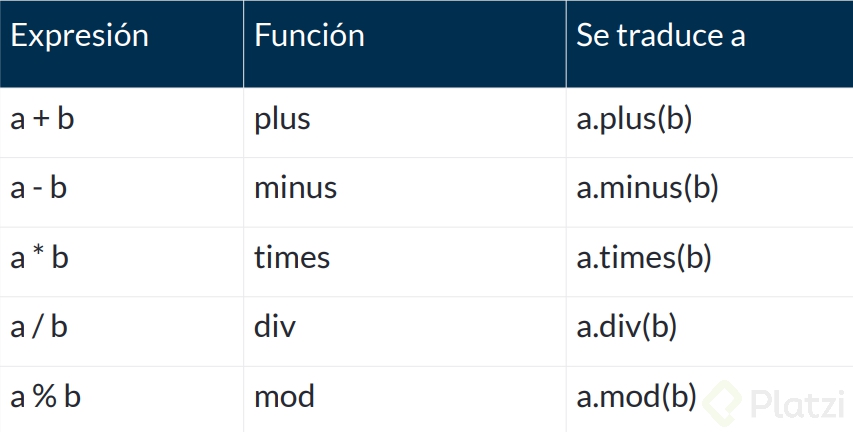 Expresión Función Se traduce a
a + b plus a.plus(b)
a - b minus a.minus(b)
a * b times a.times(b)
a / b div a.div(b)
a % b mod a.mod(b)
Platzi